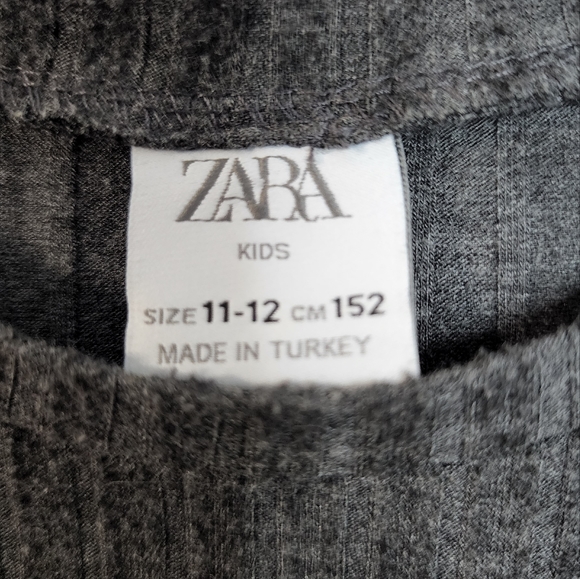 ZARA
KIDS
SIZE 11-12 CM 152
MADE IN TURKEY